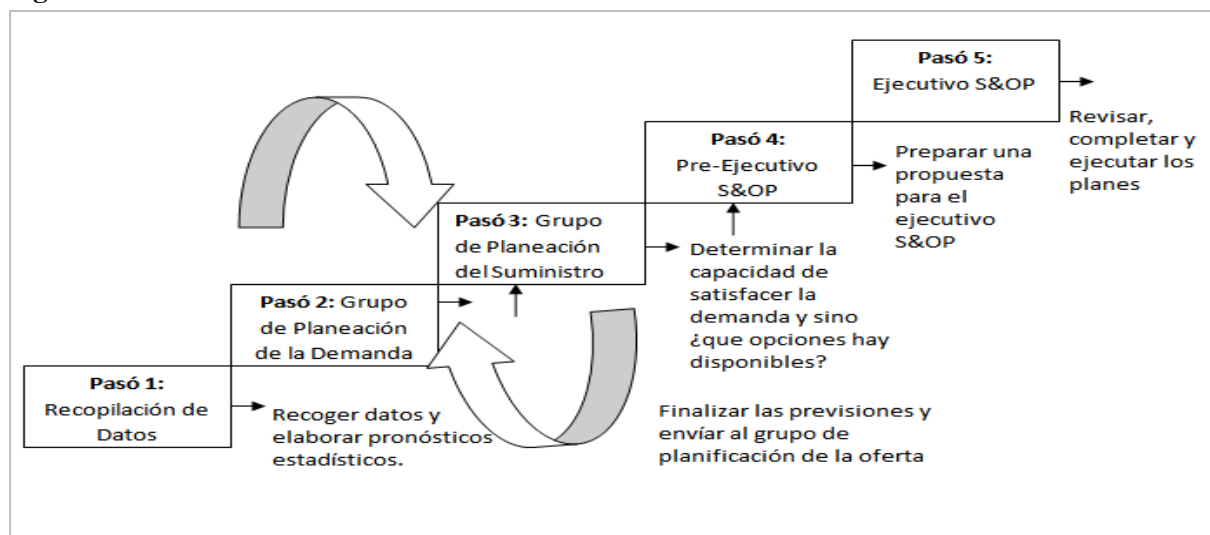 Pasó 5:
Ejecutivo S&OP
Revisar,
completar y
ejecutar los
planes
Pasó 4:
Pre-Ejecutivo
S&OP
Preparar una
propuesta
para el
ejecutivo
S&OP
Pasó 3: Grupo
de Planeación
del Suministro
Determinar la
capacidad de
satisfacer la
demanda y sino
¿que opciones hay
disponibles?
Pasó 2: Grupo
de Planeación
de la Demanda
Finalizar las previsiones y
envíar al grupo de
planificación de la oferta
Pasó 1:
Recopilación de
Datos
Recoger datos y
elaborar pronósticos
estadísticos.